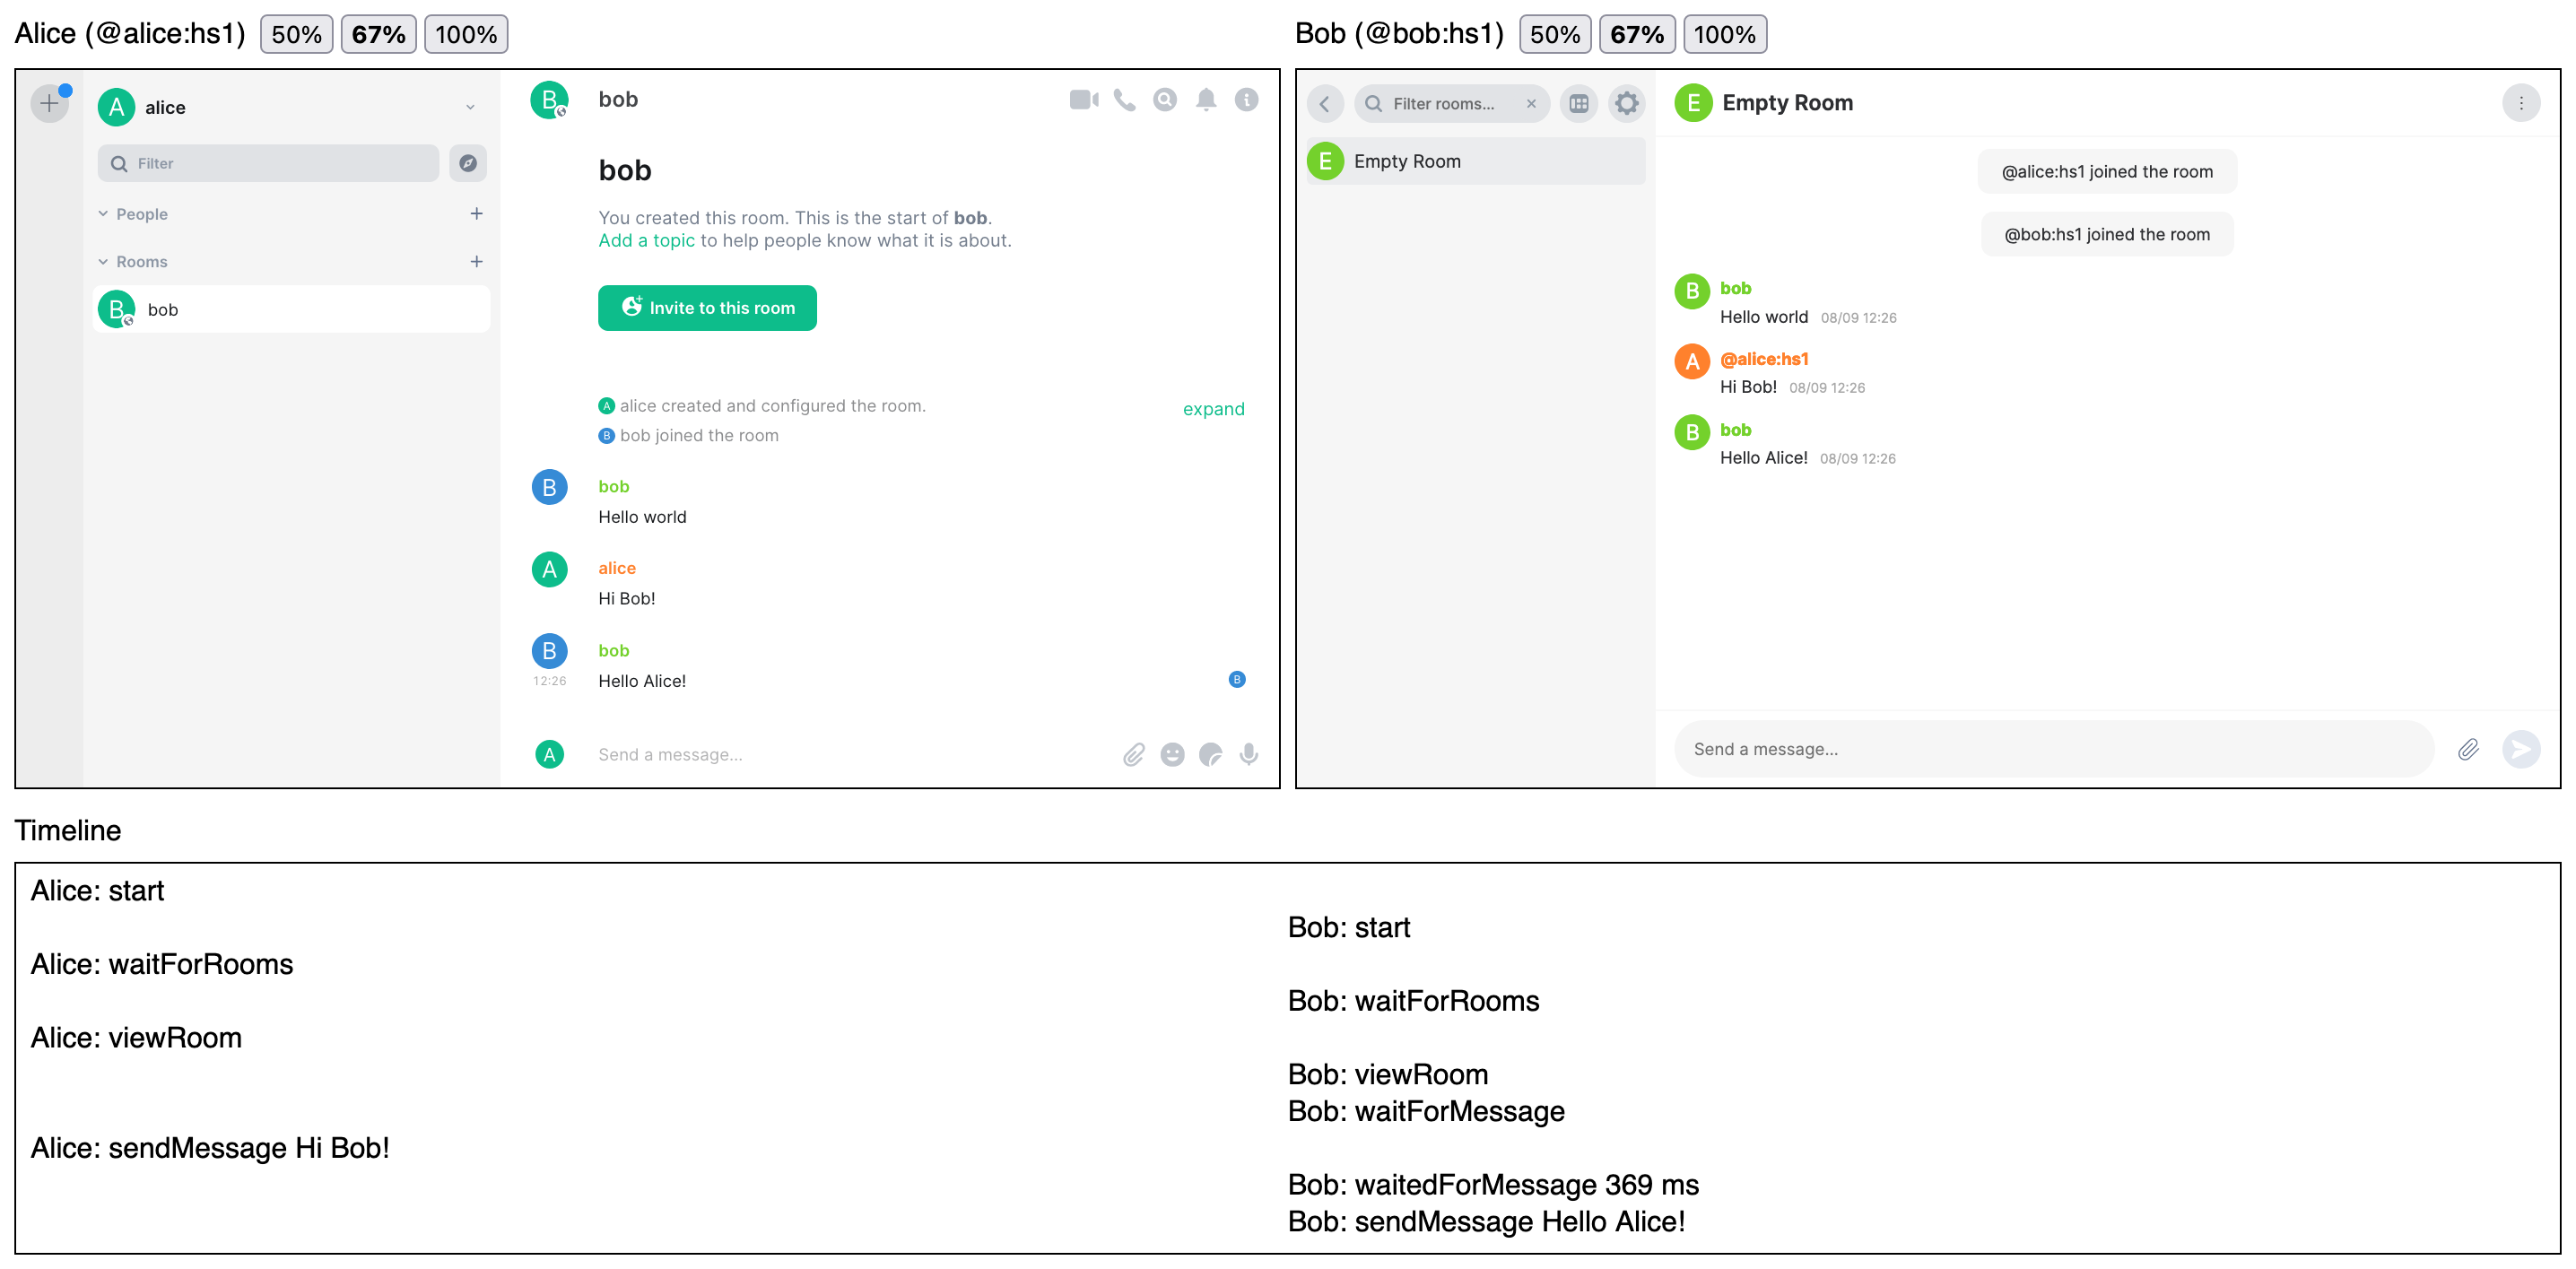 Alice (@alice:hs1) 50% 67% 100%
A alice
Filter
People
Rooms
B bob
B bob
bob
You created this room. This is the start of bob.
Add a topic to help people know what it is about.
Invite to this room
A alice created and configured the room.
expand
B bob joined the room
B bob
Hello world
A alice
Hi Bob!
B bob
12:26 Hello Alice! B
A Send a message...
Bob (@bob:hs1) 50% 67% 100%
Filter rooms...
E Empty Room
E Empty Room
@alice:hs1 joined the room
@bob:hs1 joined the room
B bob
Hello world 08/09 12:26
A @alice:hs1
Hi Bob! 08/09 12:26
B bob
Hello Alice! 08/09 12:26
Send a message...
Timeline
Alice: start
Bob: start
Alice: waitForRooms
Bob: waitForRooms
Alice: viewRoom
Bob: viewRoom
Bob: waitForMessage
Alice: sendMessage Hi Bob!
Bob: waitedForMessage 369 ms
Bob: sendMessage Hello Alice!